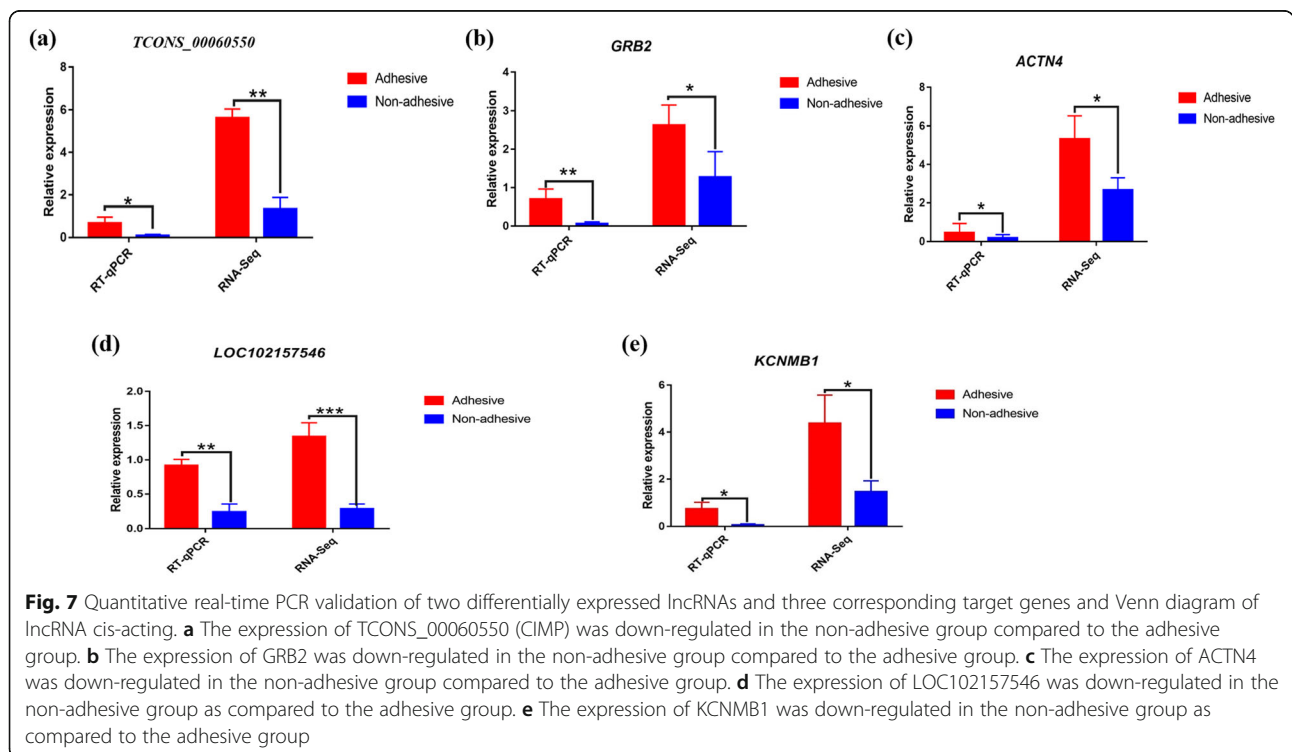 (a)
TCONS_00060550
Relative expression
8
6
4
2
0
*
**
RT-qPCR
RNA-Seq
Adhesive
Non-adhesive
(b)
GRB2
Relative expression
4
3
2
1
0
**
*
RT-qPCR
RNA-Seq
Adhesive
Non-adhesive
(c)
ACTN4
Relative expression
8
6
4
2
0
*
*
RT-qPCR
RNA-Seq
Adhesive
Non-adhesive
(d)
LOC102157546
Relative expression
2.0
1.5
1.0
0.5
0.0
**
***
RT-qPCR
RNA-Seq
Adhesive
Non-adhesive
(e)
KCNMB1
Relative expression
6
4
2
0
*
*
RT-qPCR
RNA-Seq
Adhesive
Non-adhesive
Fig. 7 Quantitative real-time PCR validation of two differentially expressed lncRNAs and three corresponding target genes and Venn diagram of
lncRNA cis-acting. a The expression of TCONS_00060550 (CIMP) was down-regulated in the non-adhesive group compared to the adhesive
group. b The expression of GRB2 was down-regulated in the non-adhesive group compared to the adhesive group. c The expression of ACTN4
was down-regulated in the non-adhesive group compared to the adhesive group. d The expression of LOC102157546 was down-regulated in the
non-adhesive group as compared to the adhesive group. e The expression of KCNMB1 was down-regulated in the non-adhesive group as
compared to the adhesive group